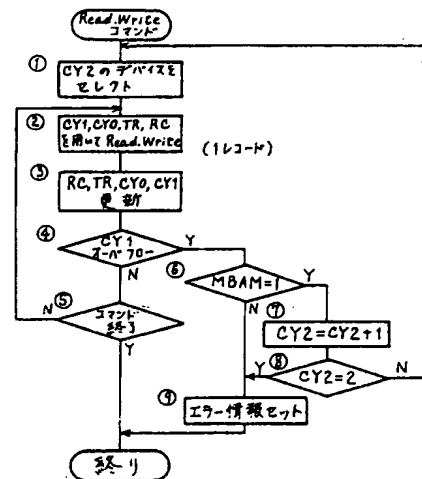 Read.Write
コマンド
①
CY2のデバイスを
セレクト
②
CY1,CY0,TR,RC
を用いてRead.Write
(1レコード)
③
RC,TR,CY0,CY1
更新
④
CY1
オーバフロー
Y
N
⑤
コマンド
終了
N
Y
⑥
MBAM=1
Y
N
⑦
CY2=CY2+1
⑧
CY2=2
Y
N
⑨
エラー情報セット
終り